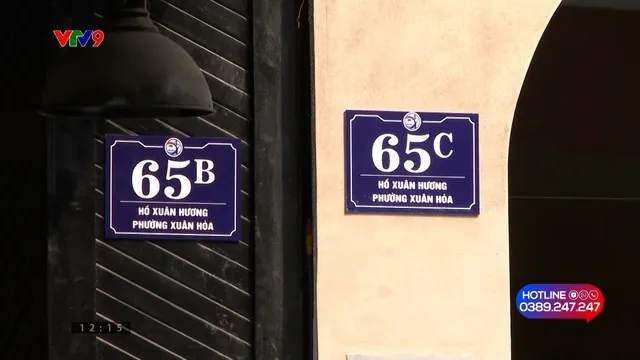 VTV9
65B
HỒ XUÂN HƯƠNG
PHƯỜNG XUÂN HÒA
65C
HỒ XUÂN HƯƠNG
PHƯỜNG XUÂN HÒA
12:15
HOTLINE
0389.247.247